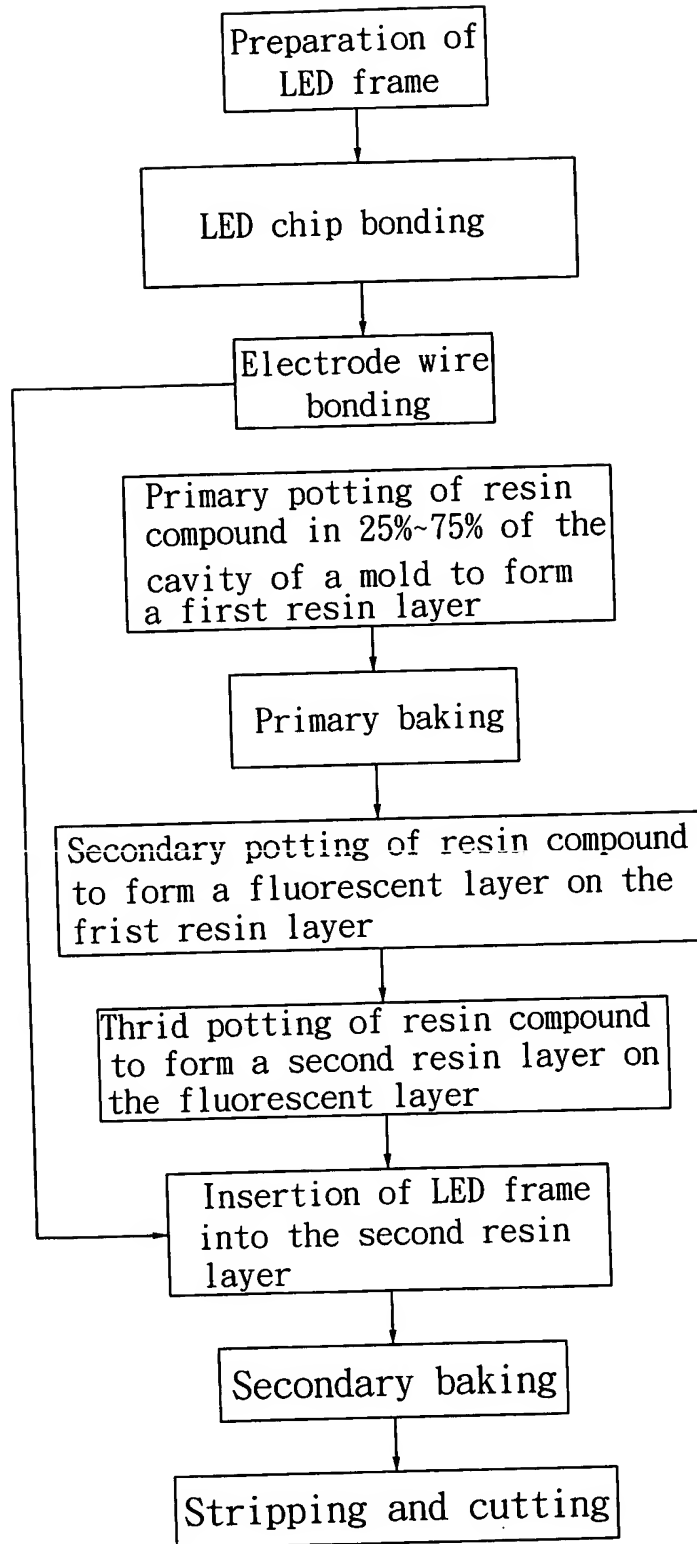 Preparation of
LED frame
LED chip bonding
Electrode wire
bonding
Primary potting of resin
compound in 25%~75% of the
cavity of a mold to form
a first resin layer
Primary baking
Secondary potting of resin compound
to form a fluorescent layer on the
frist resin layer
Thrid potting of resin compound
to form a second resin layer on
the fluorescent layer
Insertion of LED frame
into the second resin
layer
Secondary baking
Stripping and cutting